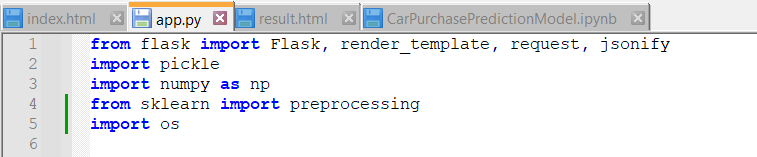 index.html app.py result.html CarPurchasePredictionModel.ipynb
1 from flask import Flask, render_template, request, jsonify
2 import pickle
3 import numpy as np
4 from sklearn import preprocessing
5 import os
6